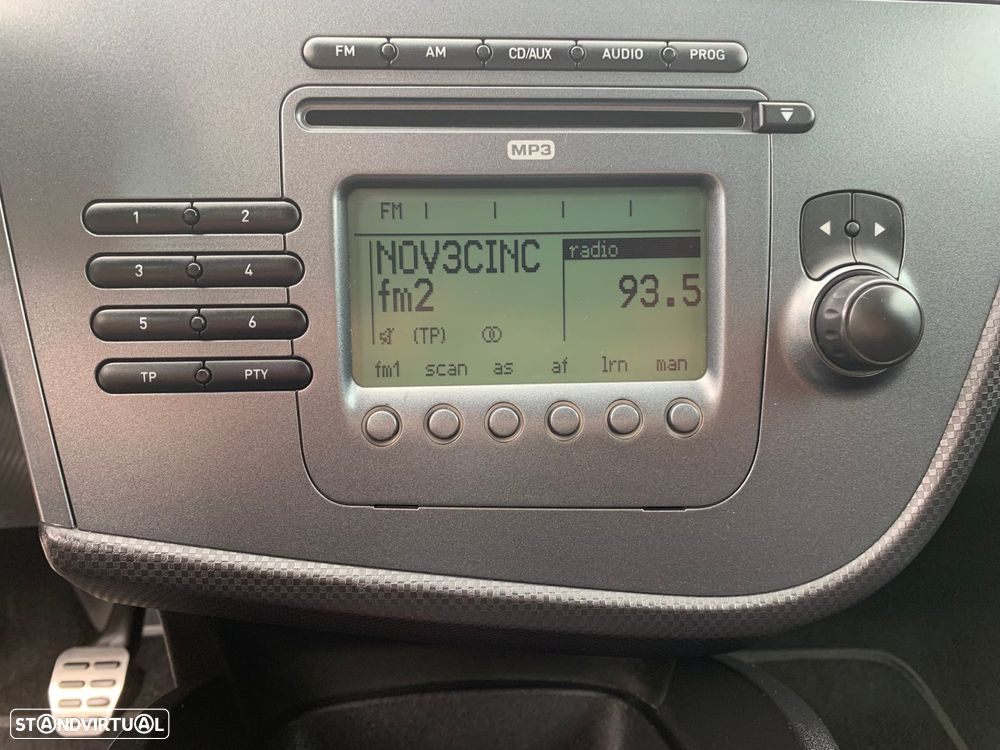 FM AM CD/AUX AUDIO PROG
MP3
1 2
3 4
5 6
TP PTY
FM
NOV3CINC radio
fm2 93.5
(TP)
fm1 scan as af lrn man
STANDVIRTUAL